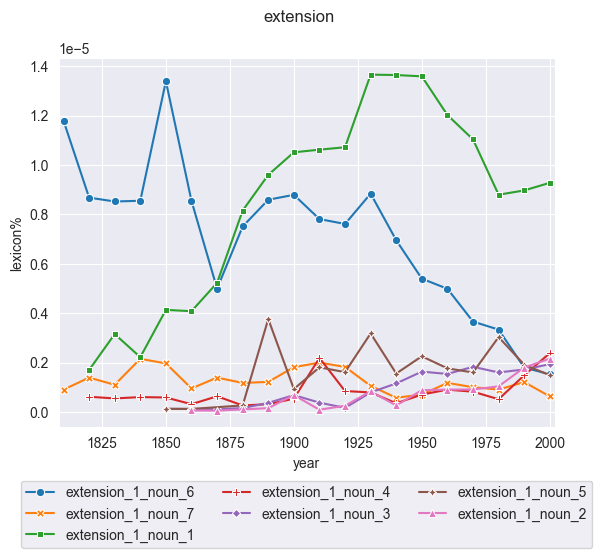 extension
1e−5
1.4
1.2
1.0
0.8
0.6
0.4
0.2
0.0
lexicon%
1825 1850 1875 1900 1925 1950 1975 2000
year
extension_1_noun_6 extension_1_noun_4 extension_1_noun_5
extension_1_noun_7 extension_1_noun_3 extension_1_noun_2
extension_1_noun_1